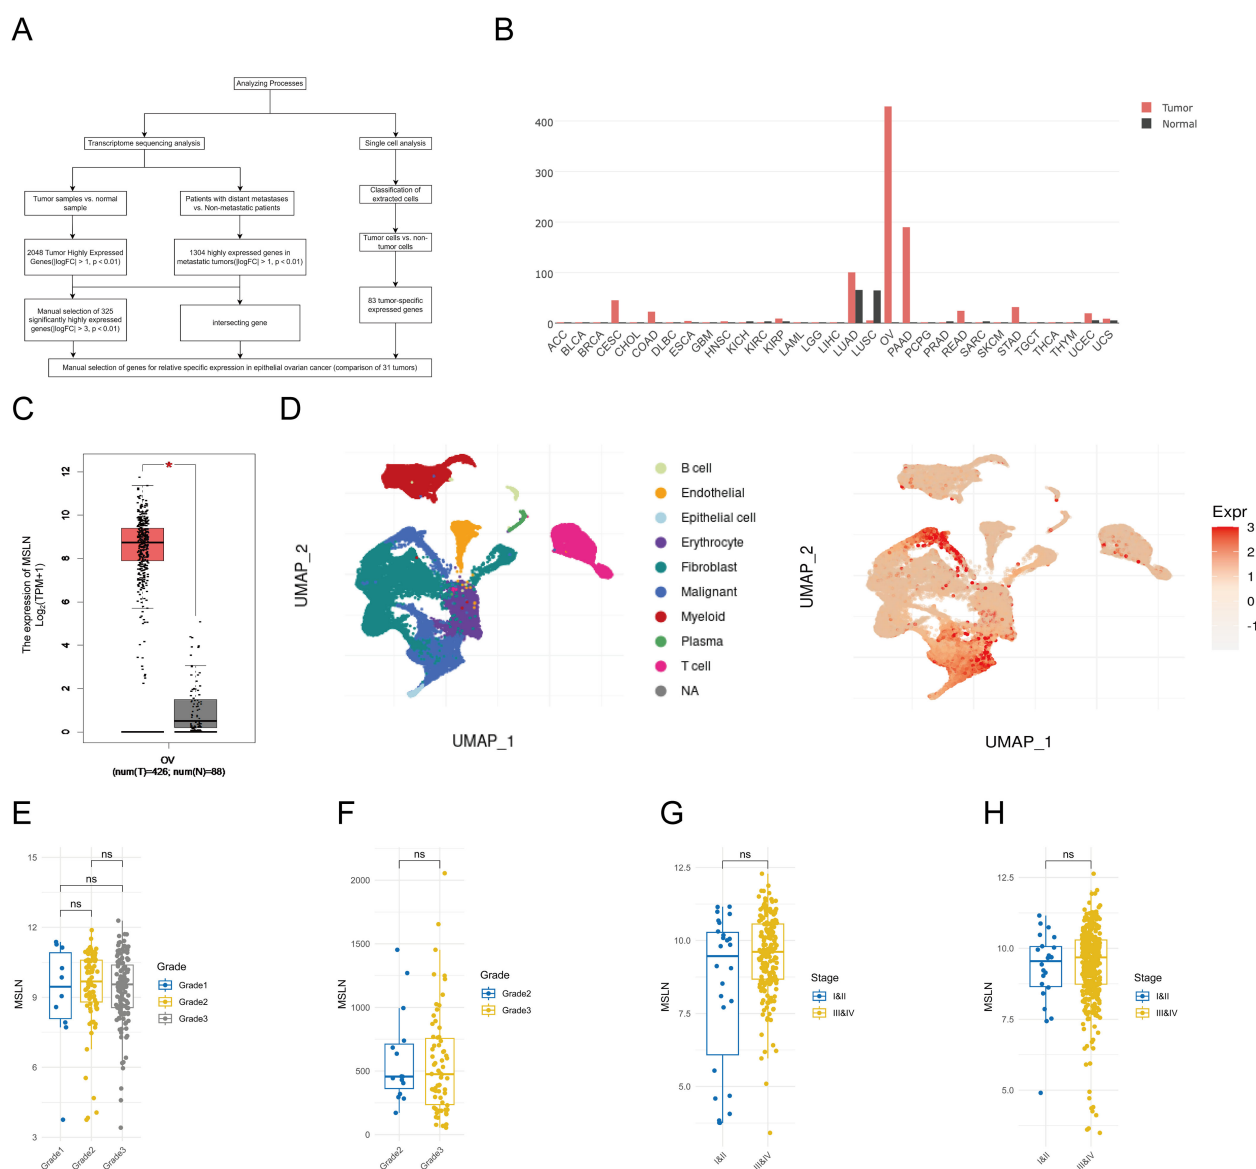 A
Analyzing Processes
Transcriptome sequencing analysis
Single cell analysis
Tumor samples vs. normal
sample
Patients with distant metastases
vs. Non-metastatic patients
Classification of
extracted cells
2048 Tumor Highly Expressed
Genes(|logFC| > 1, p < 0.01)
1304 highly expressed genes in
metastatic tumors(|logFC| > 1, p < 0.01)
Tumor cells vs. non-
tumor cells
Manual selection of 325
significantly highly expressed
genes(|logFC| > 3, p < 0.01)
intersecting gene
83 tumor-specific
expressed genes
Manual selection of genes for relative specific expression in epithelial ovarian cancer (comparison of 31 tumors)
B
400
300
200
100
0
ACC
BLCA
BRCA
CESC
CHOL
COAD
DLBC
ESCA
GBM
HNSC
KICH
KIRC
KIRP
LAML
LGG
LIHC
LUAD
LUSC
OV
PAAD
PCPG
PRAD
READ
SARC
SKCM
STAD
TGCT
THCA
THYM
UCEC
UCS
Tumor
Normal
C
The expression of MSLN
Log2(TPM+1)
12
10
8
6
4
2
0
*
OV
(num(T)=426; num(N)=88)
D
UMAP_2
UMAP_1
B cell
Endothelial
Epithelial cell
Erythrocyte
Fibroblast
Malignant
Myeloid
Plasma
T cell
NA
UMAP_2
UMAP_1
Expr
3
2
1
-1
E
MSLN
15
12
9
6
3
ns
ns
ns
Grade1
Grade2
Grade3
Grade
Grade1
Grade2
Grade3
F
MSLN
2000
1500
1000
500
0
ns
Grade2
Grade3
Grade
Grade2
Grade3
G
MSLN
12.5
10.0
7.5
5.0
ns
I&II
III&IV
Stage
I&II
III&IV
H
MSLN
12.5
10.0
7.5
5.0
ns
I&II
III&IV
Stage
I&II
III&IV